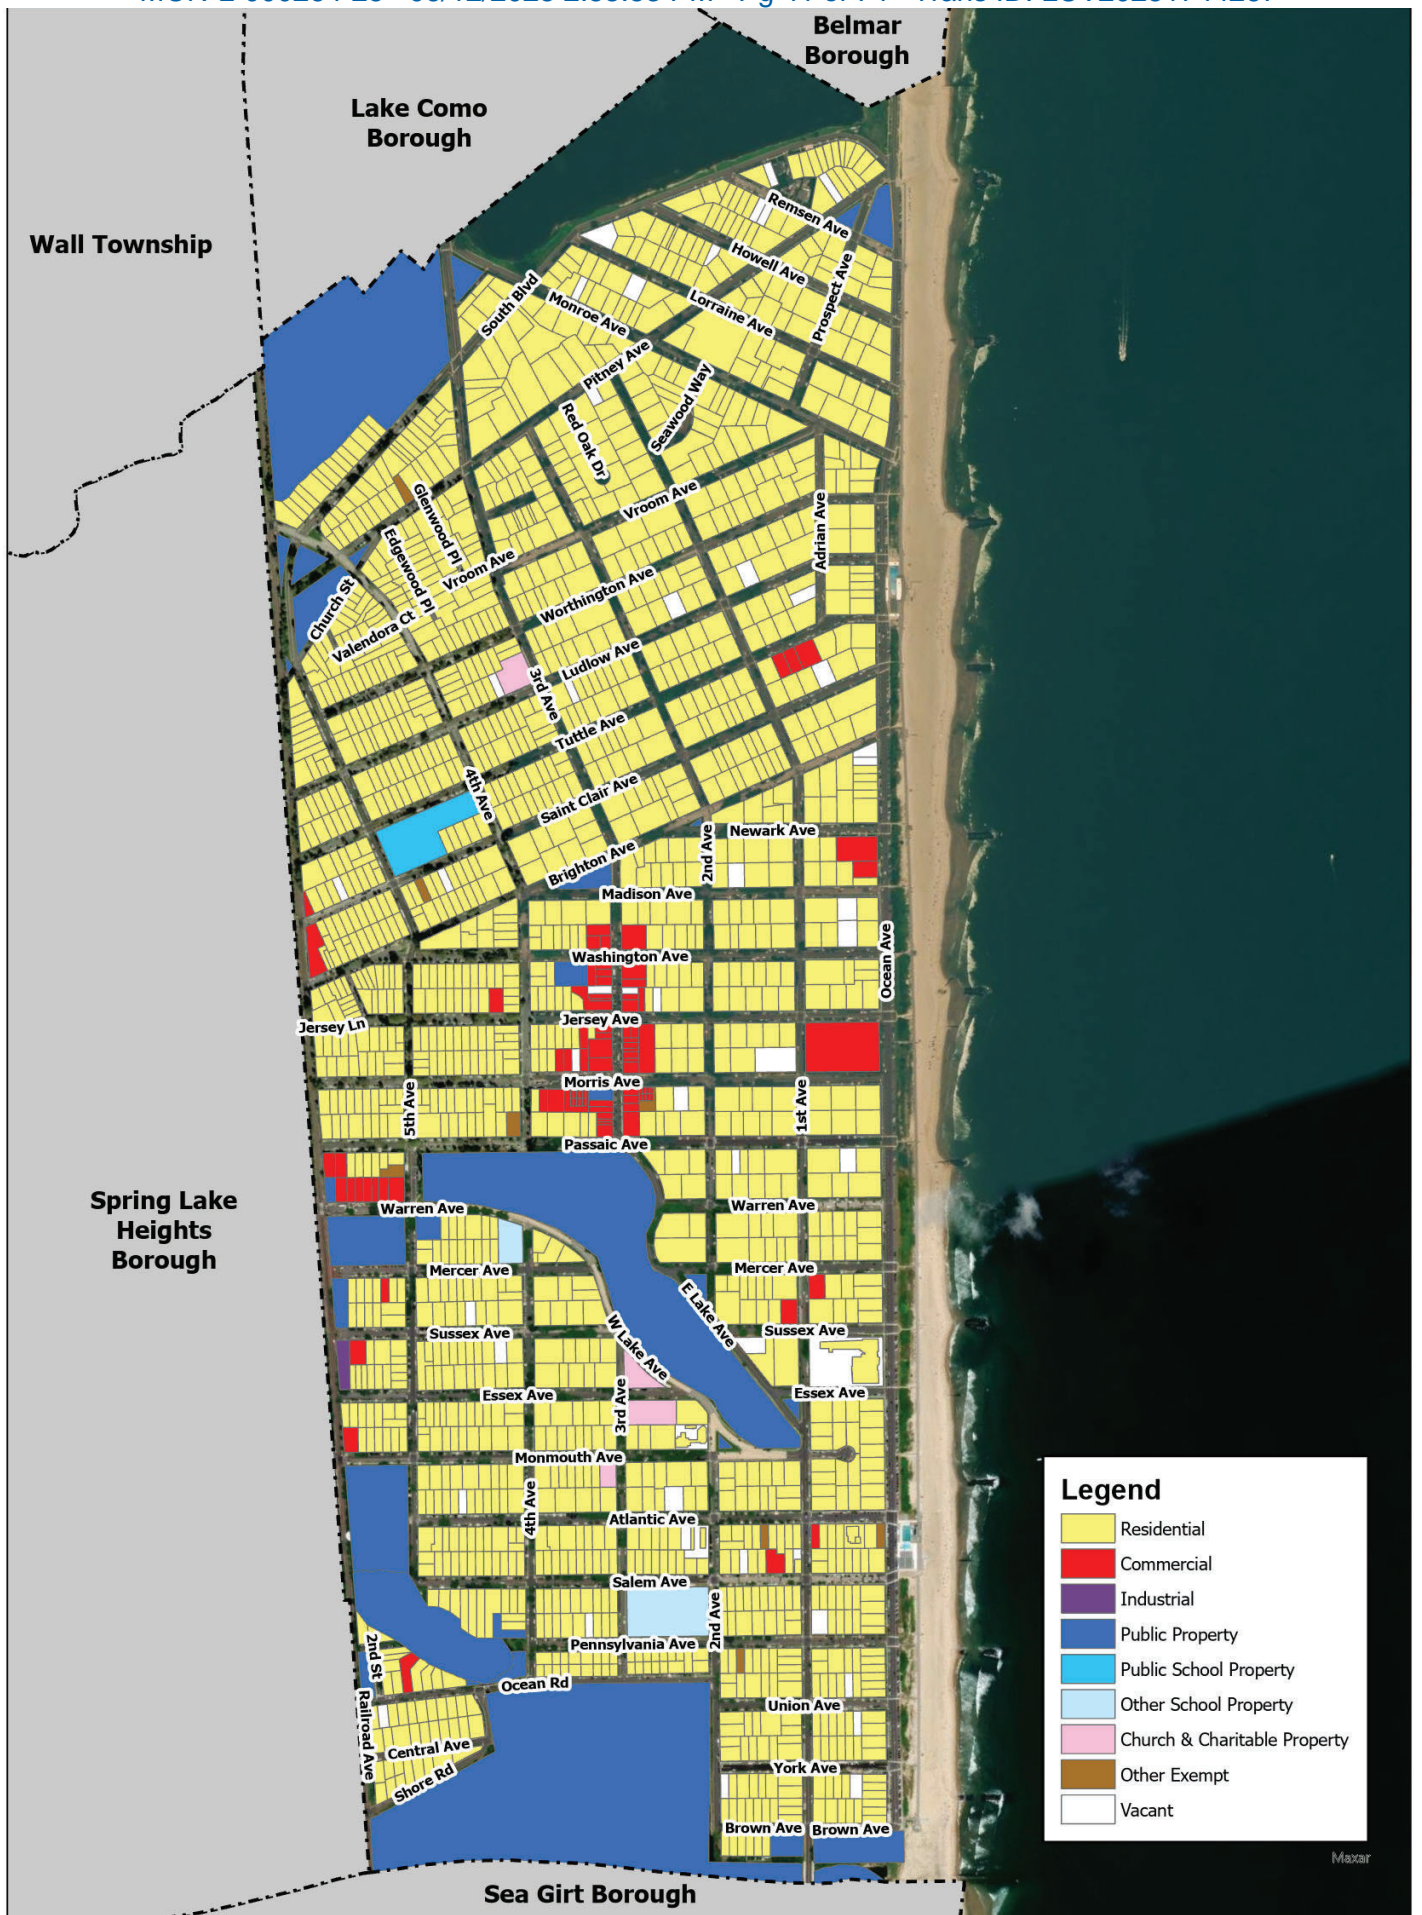 Belmar
Borough
Lake Como
Borough
Wall Township
Remsen Ave
Howell Ave
Prospect Ave
South Blvd
Monroe Ave
Lorraine Ave
Pitney Ave
Seawood Way
Red Oak Dr
Glenwood Pl
Vroom Ave
Adrian Ave
Edgewood Pl
Vroom Ave
Church St
Worthington Ave
Valendora Ct
Ludlow Ave
3rd Ave
Tuttle Ave
4th Ave
Saint Clair Ave
Newark Ave
2nd Ave
Brighton Ave
Madison Ave
Ocean Ave
Washington Ave
Jersey Ave
Jersey Ln
Morris Ave
5th Ave
1st Ave
Passaic Ave
Spring Lake
Heights
Borough
Warren Ave
Warren Ave
Mercer Ave
Mercer Ave
E Lake Ave
Sussex Ave
Sussex Ave
W Lake Ave
Essex Ave
Essex Ave
3rd Ave
Monmouth Ave
4th Ave
Atlantic Ave
Salem Ave
2nd Ave
Pennsylvania Ave
2nd St
Ocean Rd
Railroad Ave
Union Ave
Central Ave
Shore Rd
York Ave
Brown Ave
Brown Ave
Sea Girt Borough
Legend
Residential
Commercial
Industrial
Public Property
Public School Property
Other School Property
Church & Charitable Property
Other Exempt
Vacant
Maxar